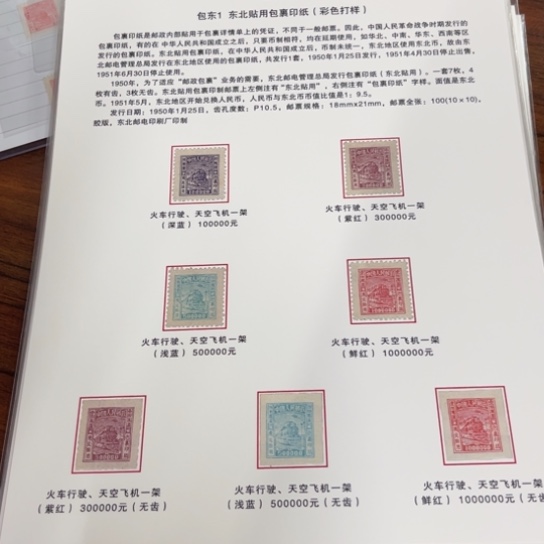 包东1 东北贴用包裹印纸（彩色打样）
包裹印纸是邮政内部贴用于包裹详情单上的凭证，不同于一般邮票。因此，中国人民革命战争时期发行的
包裹印纸，有的在中华人民共和国成立之后，只要币制相符，均在延期使用，如华北、华东、西南等区
发行的包裹印纸。东北贴用包裹印纸，在中华人民共和国成立后，币制未统一，东北地区使用东北币，故由东
北邮电管理总局发行在东北地区使用的包裹印纸，共发行1套，1950年1月25日发行，1951年4月30日停止出售，
1951年6月30日停止使用。
1950年，为了适应“邮政包裹”业务的需要，东北邮电管理总局发行包裹印纸（东北贴用），一套7枚，4
枚有齿，3枚无齿。东北贴用包裹印制邮票上左侧注有“东北贴用”，右侧注有“包裹印纸”字样。面值是东北
币。1951年5月，东北地区开始兑换人民币，人民币与东北币币值比值是1：9.5。
发行日期：1950年1月25日，齿孔度数：P10.5，邮票规格：18mmx21mm，邮票全张：100(10×10)。
胶版，东北邮电印刷厂印制
火车行驶、天空飞机一架
（深蓝）100000元
火车行驶、天空飞机一架
（紫红）300000元
火车行驶、天空飞机一架
（浅蓝）500000元
火车行驶、天空飞机一架
（鲜红）1000000元
火车行驶、天空飞机一架
（紫红）300000元（无齿）
火车行驶、天空飞机一架
（浅蓝）500000元（无齿）
火车行驶、天空飞机一架
（鲜红）1000000元（无齿）